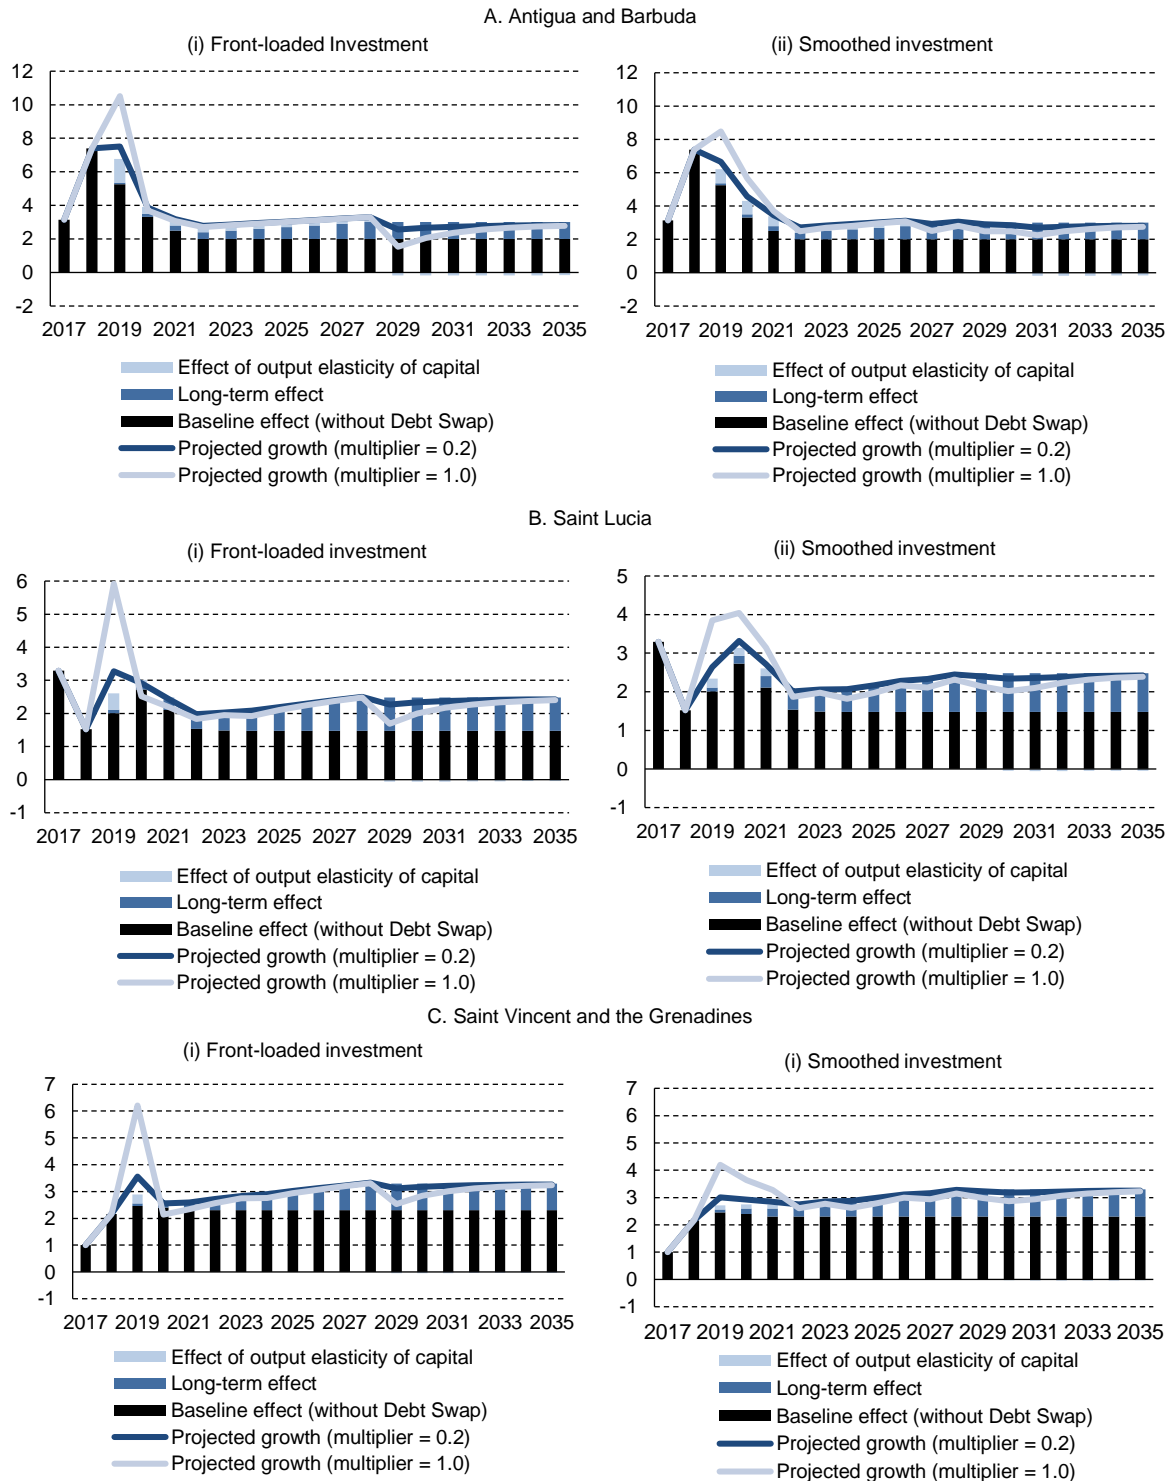 A. Antigua and Barbuda
(i) Front-loaded Investment
12
10
8
6
4
2
0
-2
2017 2019 2021 2023 2025 2027 2029 2031 2033 2035
Effect of output elasticity of capital
Long-term effect
Baseline effect (without Debt Swap)
Projected growth (multiplier = 0.2)
Projected growth (multiplier = 1.0)
(ii) Smoothed investment
12
10
8
6
4
2
0
-2
2017 2019 2021 2023 2025 2027 2029 2031 2033 2035
Effect of output elasticity of capital
Long-term effect
Baseline effect (without Debt Swap)
Projected growth (multiplier = 0.2)
Projected growth (multiplier = 1.0)
B. Saint Lucia
(i) Front-loaded investment
6
5
4
3
2
1
0
-1
2017 2019 2021 2023 2025 2027 2029 2031 2033 2035
Effect of output elasticity of capital
Long-term effect
Baseline effect (without Debt Swap)
Projected growth (multiplier = 0.2)
Projected growth (multiplier = 1.0)
(ii) Smoothed investment
5
4
3
2
1
0
-1
2017 2019 2021 2023 2025 2027 2029 2031 2033 2035
Effect of output elasticity of capital
Long-term effect
Baseline effect (without Debt Swap)
Projected growth (multiplier = 0.2)
Projected growth (multiplier = 1.0)
C. Saint Vincent and the Grenadines
(i) Front-loaded investment
7
6
5
4
3
2
1
0
-1
2017 2019 2021 2023 2025 2027 2029 2031 2033 2035
Effect of output elasticity of capital
Long-term effect
Baseline effect (without Debt Swap)
Projected growth (multiplier = 0.2)
Projected growth (multiplier = 1.0)
(i) Smoothed investment
7
6
5
4
3
2
1
0
-1
2017 2019 2021 2023 2025 2027 2029 2031 2033 2035
Effect of output elasticity of capital
Long-term effect
Baseline effect (without Debt Swap)
Projected growth (multiplier = 0.2)
Projected growth (multiplier = 1.0)